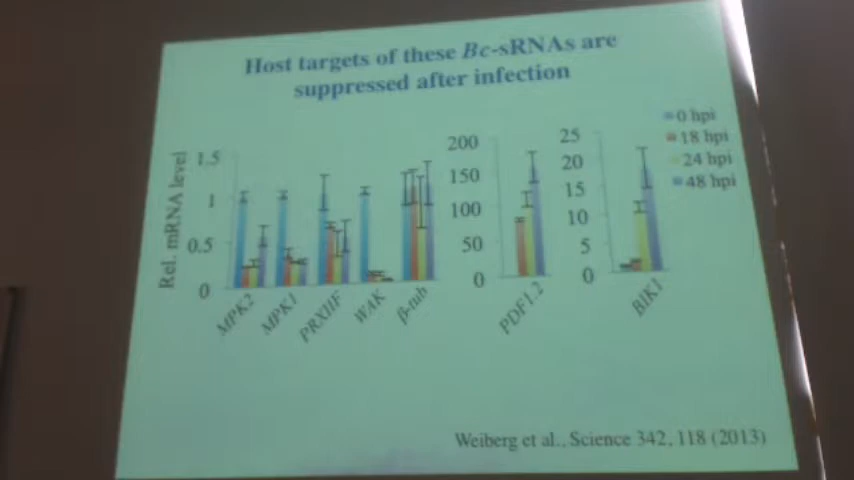 Host targets of these Bc-sRNAs are
suppressed after infection
0 hpi
18 hpi
24 hpi
48 hpi
Rel. mRNA level
1.5
1
0.5
0
MPK2
MPK1
PRXIIF
WAK
β-tub
200
150
100
50
0
PDF1.2
25
20
15
10
5
0
BIK1
Weiberg et al., Science 342, 118 (2013)